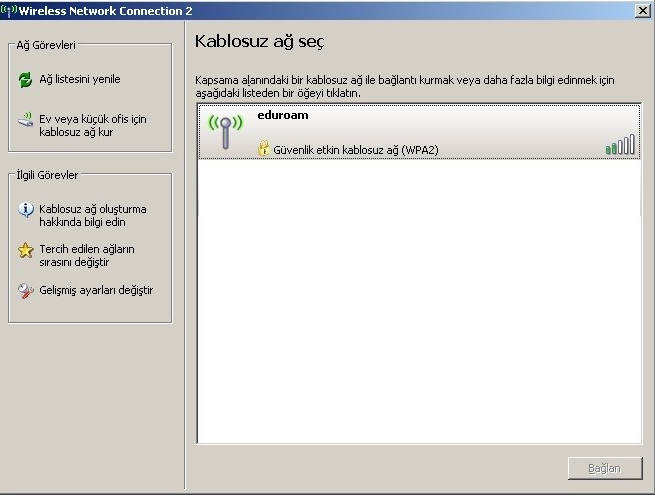 Wireless Network Connection 2
Ağ Görevleri
Ağ listesini yenile
Ev veya küçük ofis için
kablosuz ağ kur
İlgili Görevler
Kablosuz ağ oluşturma
hakkında bilgi edin
Tercih edilen ağların
sırasını değiştir
Gelişmiş ayarları değiştir
Kablosuz ağ seç
Kapsama alanındaki bir kablosuz ağ ile bağlantı kurmak veya daha fazla bilgi edinmek için
aşağıdaki listeden bir öğeyi tıklatın.
eduroam
Güvenlik etkin kablosuz ağ (WPA2)
Bağlan